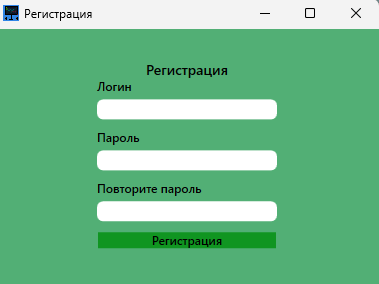 Регистрация
Регистрация
Логин
Пароль
Повторите пароль
Регистрация